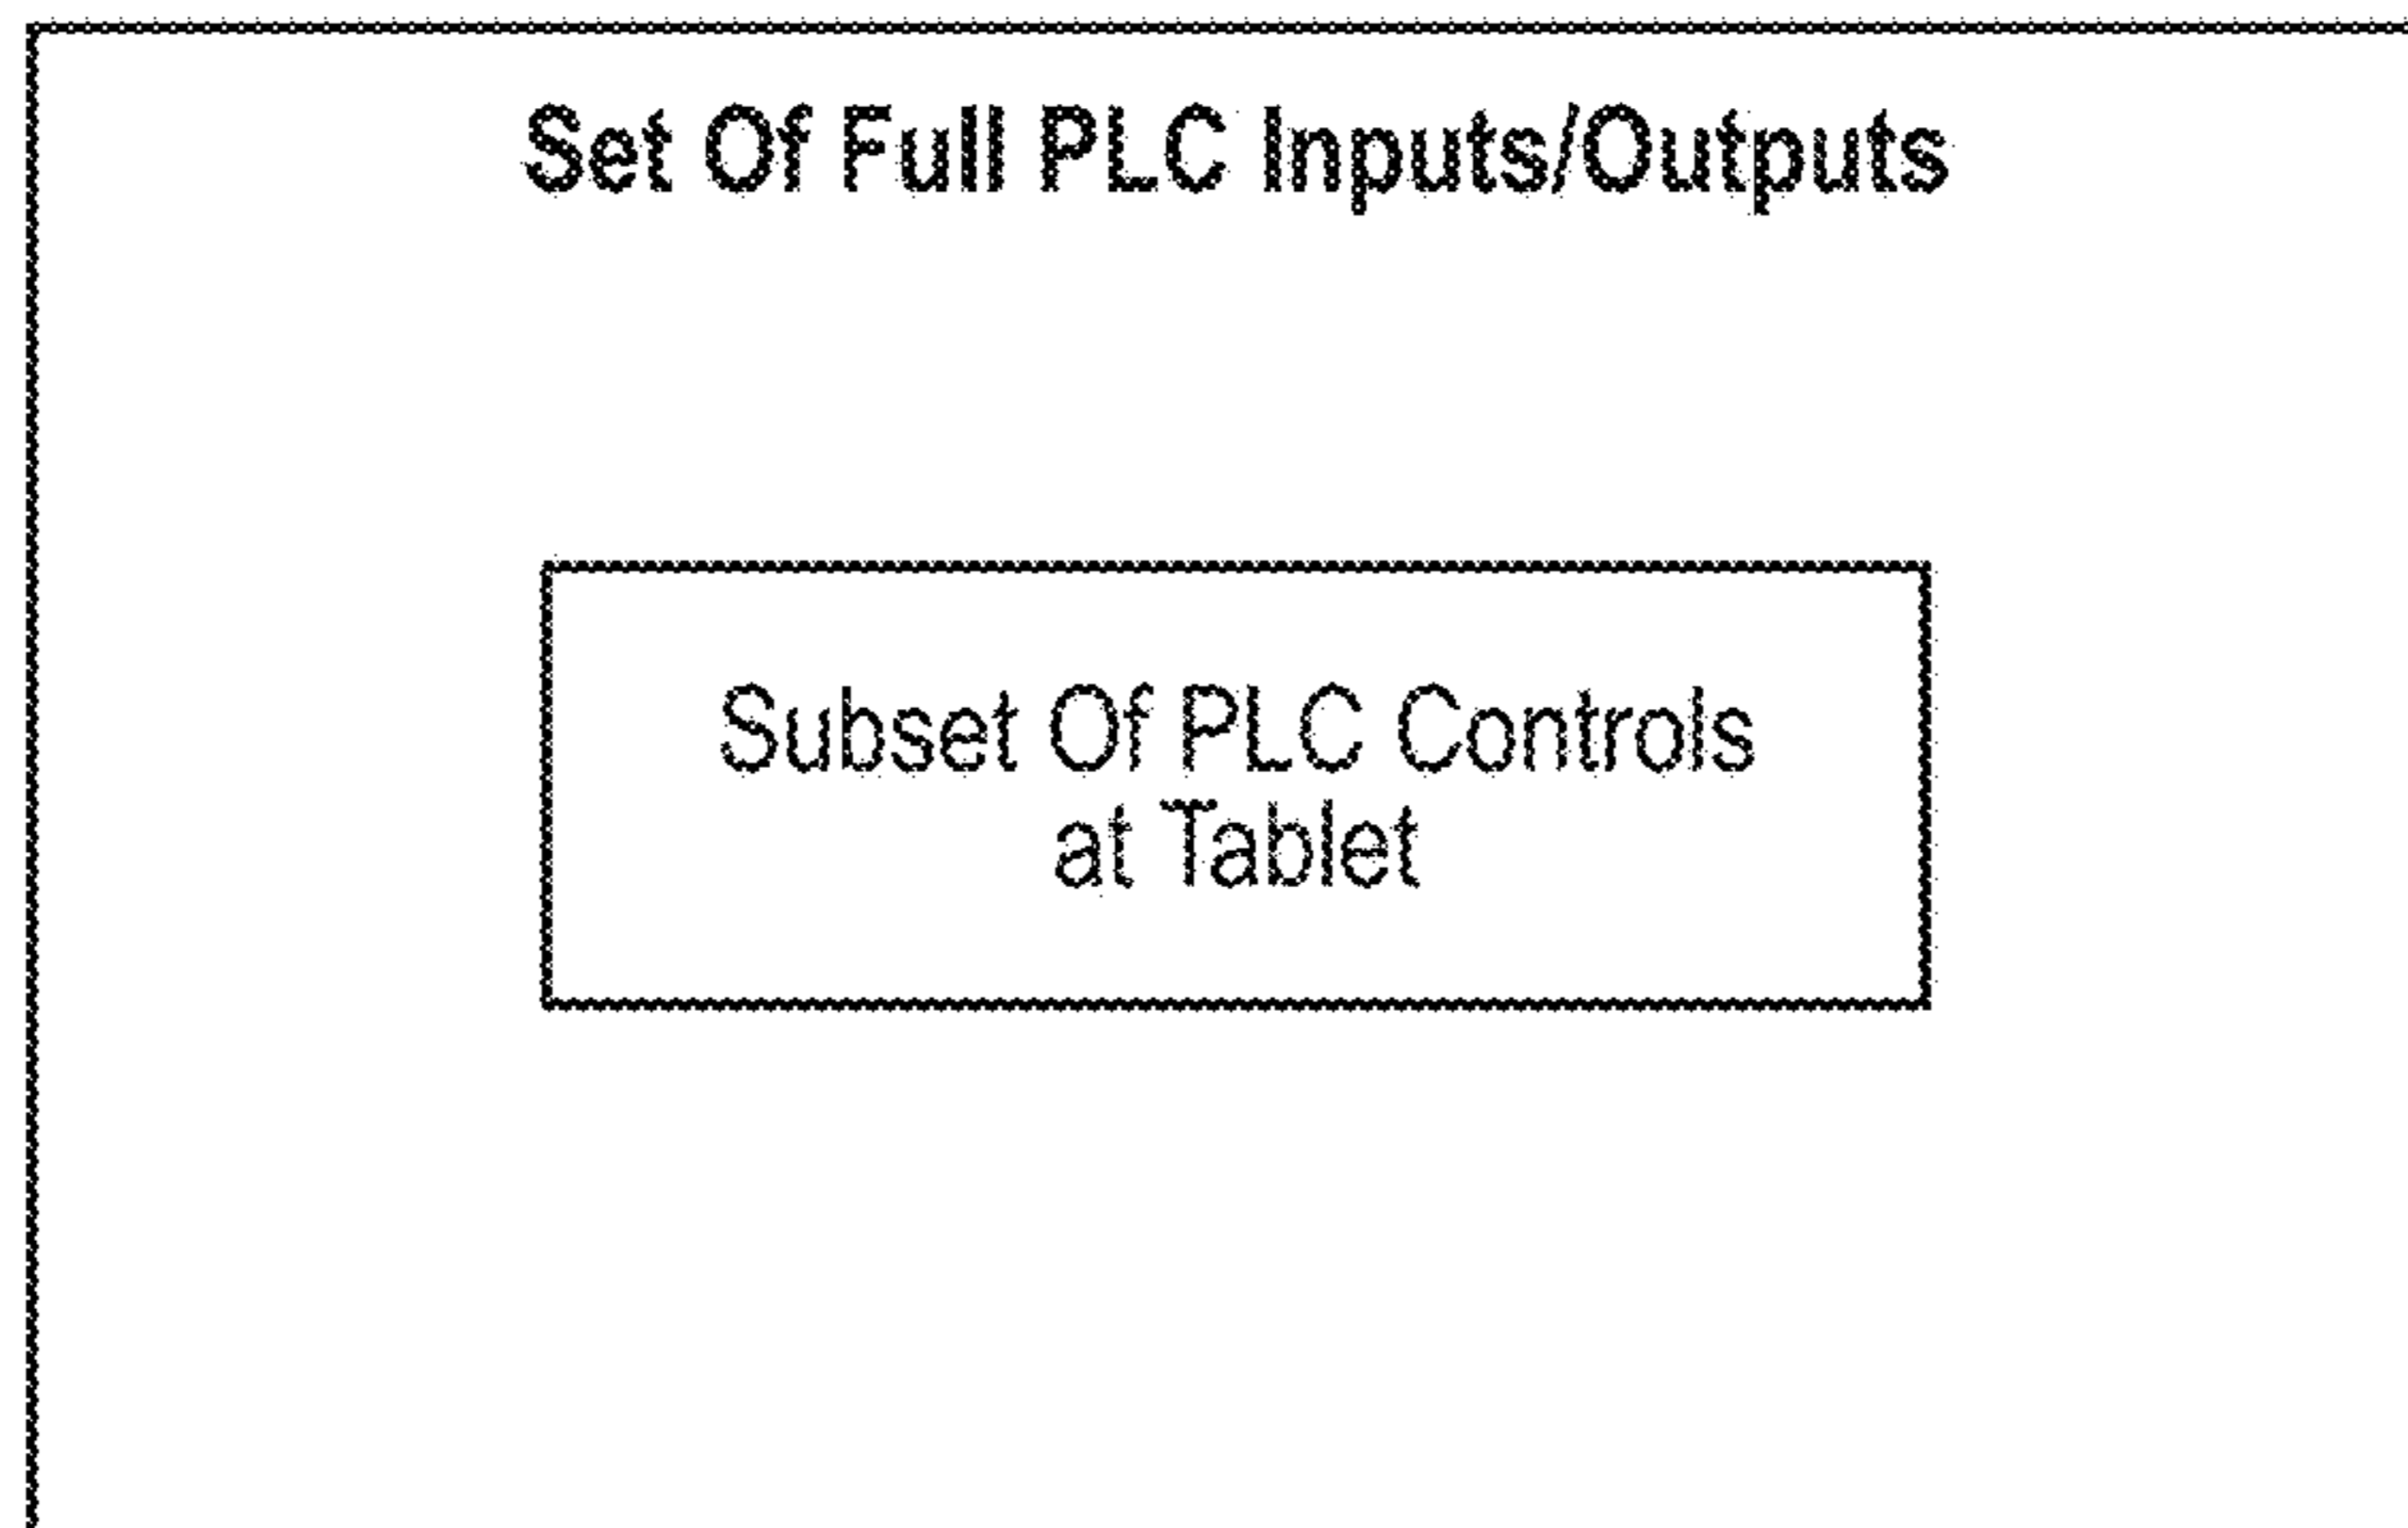 Set Of Full PLC Inputs/Outputs
Subset Of PLC Controls
at Tablet